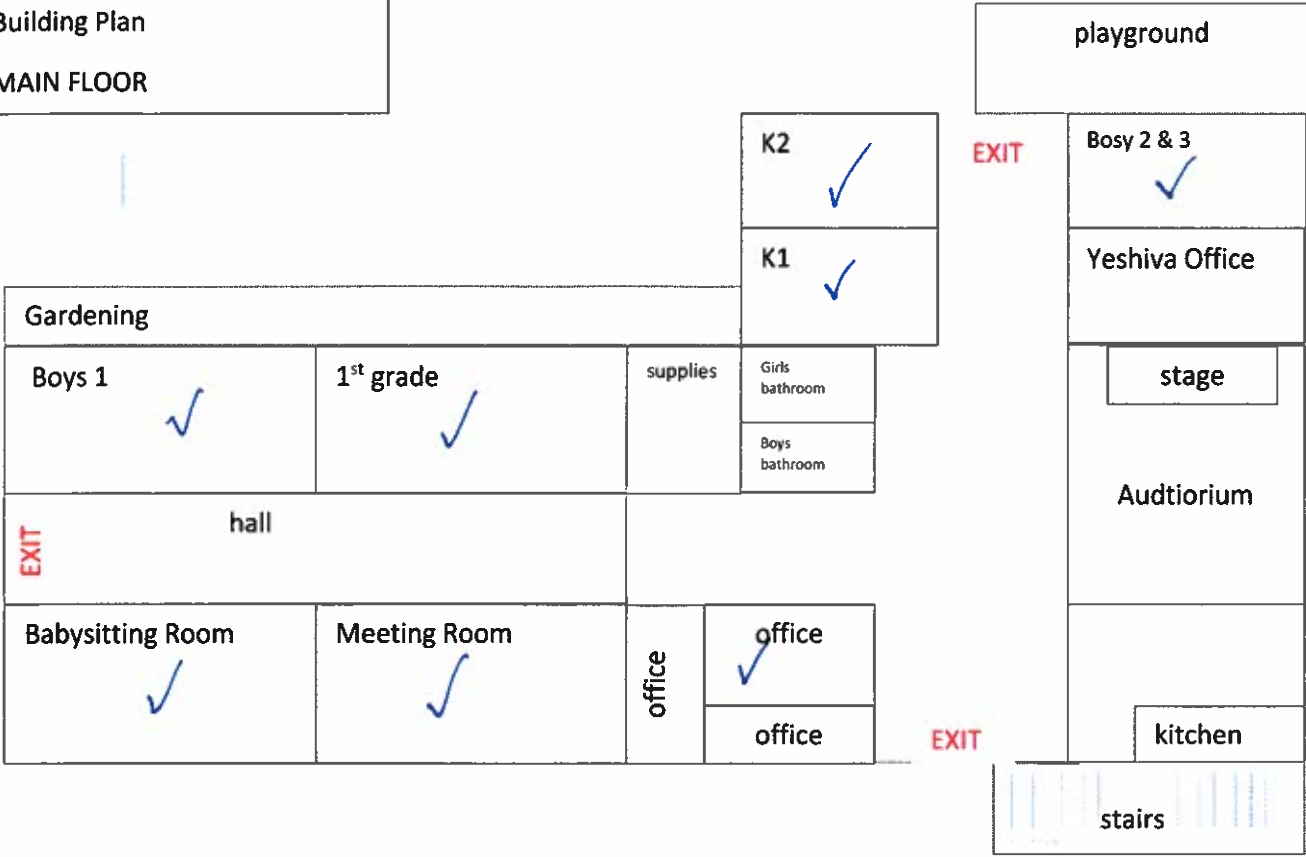 Building Plan
MAIN FLOOR
playground
K2
EXIT
Bosy 2 & 3
K1
Yeshiva Office
Gardening
Boys 1
1st grade
supplies
Girls
bathroom
Boys
bathroom
stage
Audtiorium
hall
EXIT
Babysitting Room
Meeting Room
office
office
office
EXIT
kitchen
stairs